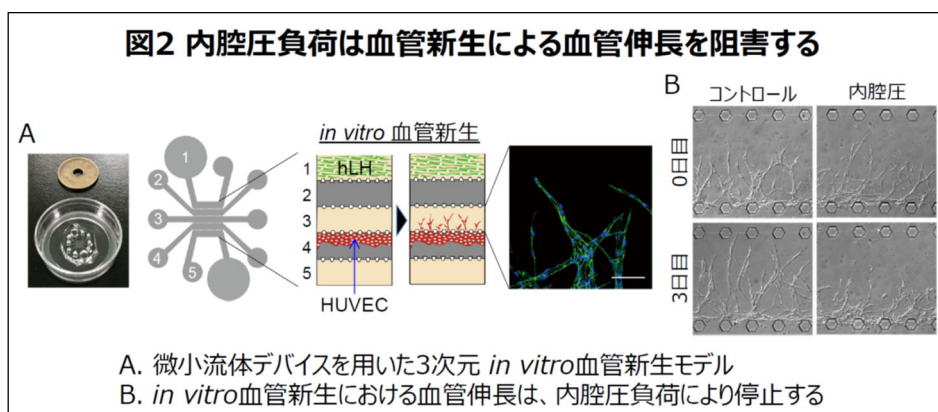 図2 内腔圧負荷は血管新生による血管伸長を阻害する
A
1
2
3
4
5
in vitro 血管新生
1
2
3
4
5
hLH
HUVEC
B
コントロール
内腔圧
0日目
3日目
A. 微小流体デバイスを用いた3次元 in vitro血管新生モデル
B. in vitro血管新生における血管伸長は、内腔圧負荷により停止する